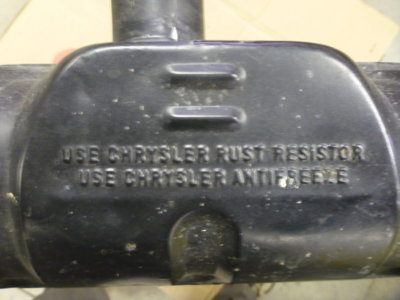 USE CHRYSLER RUST RESISTOR
USE CHRYSLER ANTIFREEZE